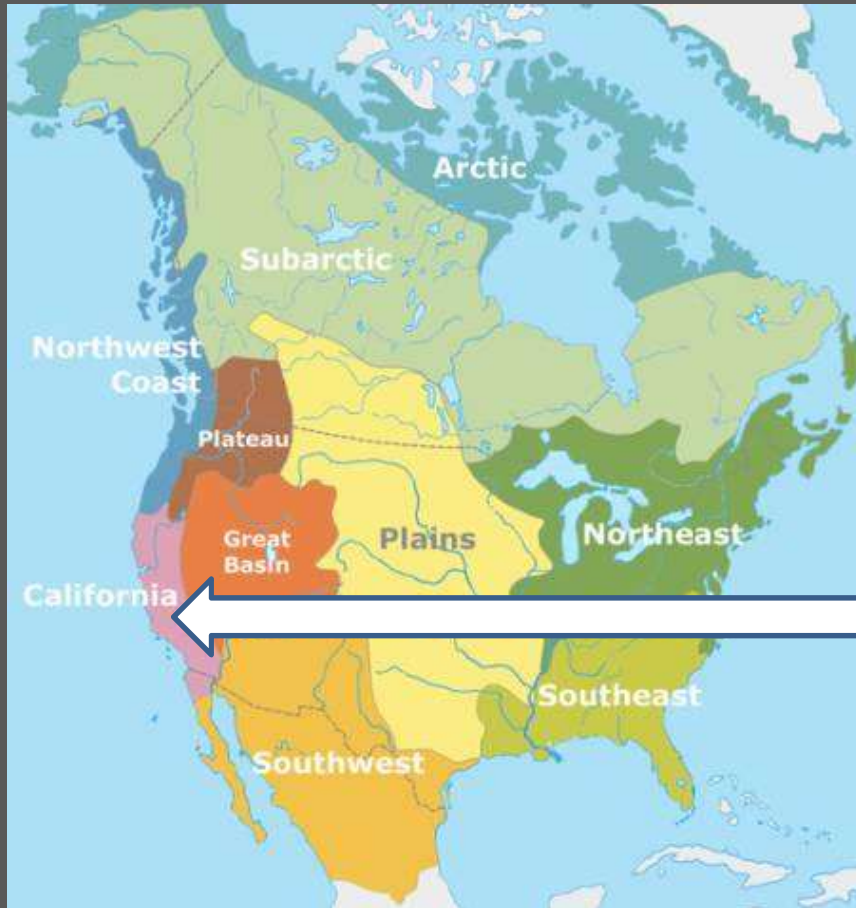 Arctic
Subarctic
Northwest
Coast
Plateau
Great
Basin
Plains
Northeast
California
Southeast
Southwest